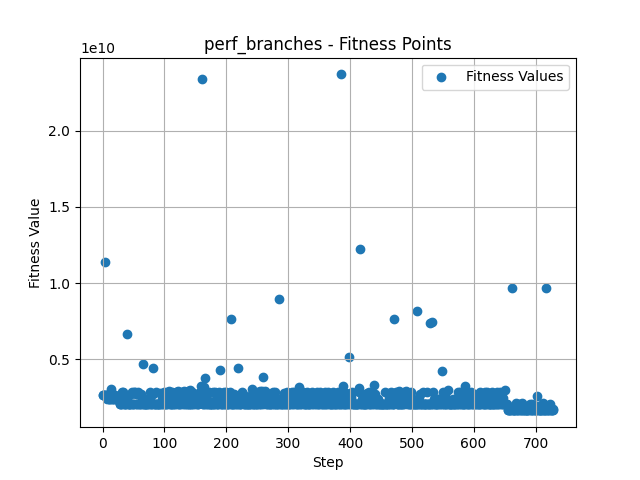 perf_branches - Fitness Points
1e10
Fitness Values
2.0
1.5
1.0
0.5
Fitness Value
0 100 200 300 400 500 600 700
Step